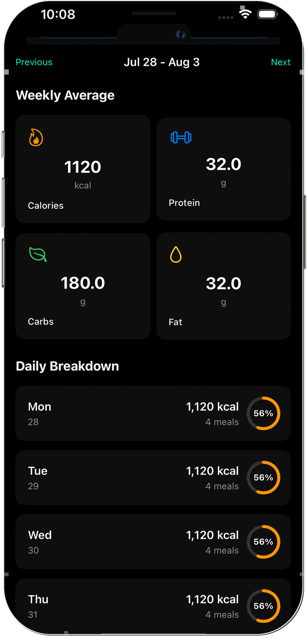 10:08
Previous Jul 28 - Aug 3 Next
Weekly Average
1120
kcal
Calories
32.0
g
Protein
180.0
g
Carbs
32.0
g
Fat
Daily Breakdown
Mon 1,120 kcal 56%
28 4 meals
Tue 1,120 kcal 56%
29 4 meals
Wed 1,120 kcal 56%
30 4 meals
Thu 1,120 kcal 56%
31 4 meals